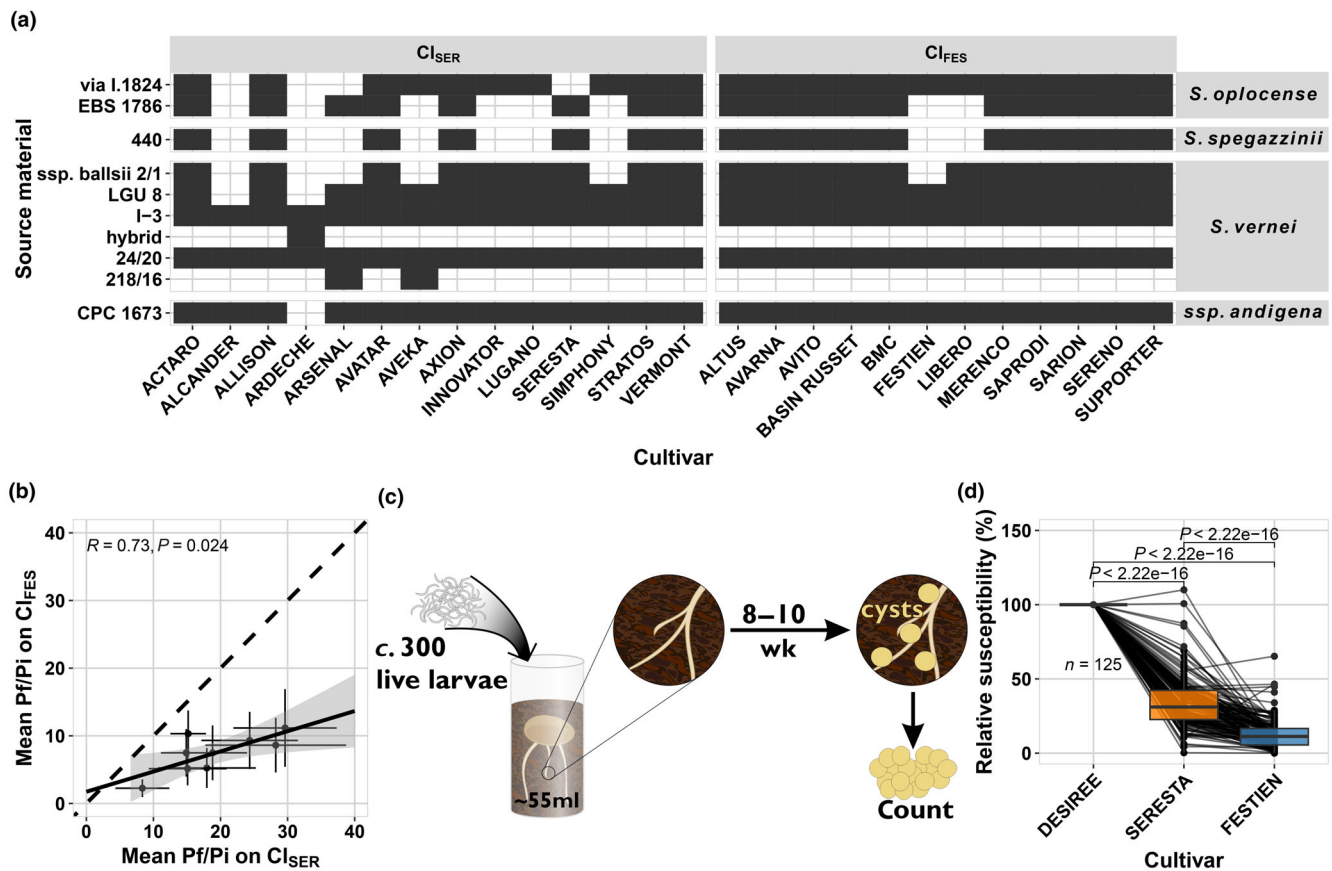 (a)
CI_SER
CI_FES
Source material
via I.1824
EBS 1786
440
ssp. ballsii 2/1
LGU 8
I−3
hybrid
24/20
218/16
CPC 1673
S. oplocense
S. spegazzinii
S. vernei
ssp. andigena
ACTARO
ALCANDER
ALLISON
ARDECHE
ARSENAL
AVATAR
AVEKA
AXION
INNOVATOR
LUGANO
SERESTA
SIMPHONY
STRATOS
VERMONT
ALTUS
AVARNA
AVITO
BASIN RUSSET
BMC
FESTIEN
LIBERO
MERENCO
SAPRODI
SARION
SERENO
SUPPORTER
Cultivar
(b)
R = 0.73, P = 0.024
Mean Pf/Pi on CI_FES
40
30
20
10
0
0 10 20 30 40
Mean Pf/Pi on CI_SER
(c)
c. 300
live larvae
~55ml
8–10
wk
cysts
Count
(d)
Relative susceptibility (%)
150
100
50
0
P < 2.22e−16
P < 2.22e−16
P < 2.22e−16
n = 125
DESIREE
SERESTA
FESTIEN
Cultivar